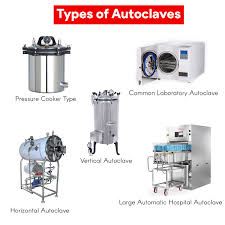 Types of Autoclaves
Pressure Cooker Type
Common Laboratory Autoclave
Vertical Autoclave
Horizontal Autoclave
Large Automatic Hospital Autoclave